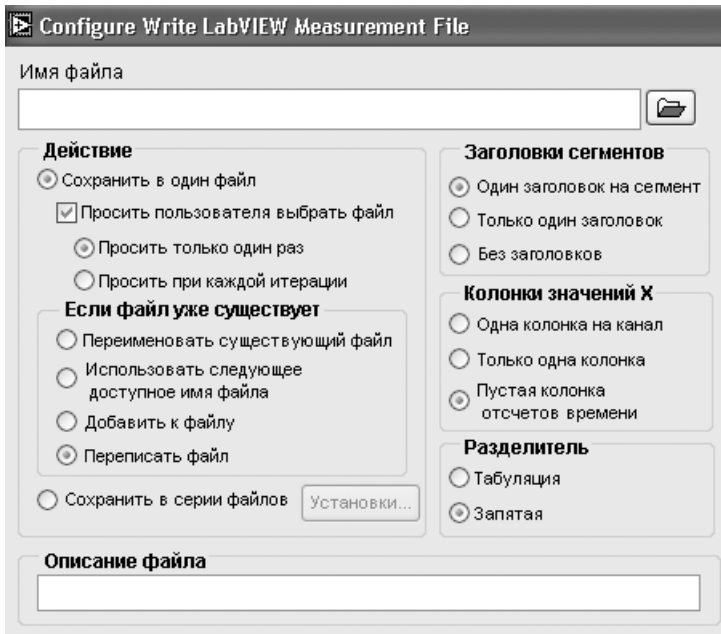 Configure Write LabVIEW Measurement File
Имя файла
Действие
Сохранить в один файл
Просить пользователя выбрать файл
Просить только один раз
Просить при каждой итерации
Если файл уже существует
Переименовать существующий файл
Использовать следующее
доступное имя файла
Добавить к файлу
Переписать файл
Сохранить в серии файлов
Установки...
Заголовки сегментов
Один заголовок на сегмент
Только один заголовок
Без заголовков
Колонки значений X
Одна колонка на канал
Только одна колонка
Пустая колонка
отсчетов времени
Разделитель
Табуляция
Запятая
Описание файла